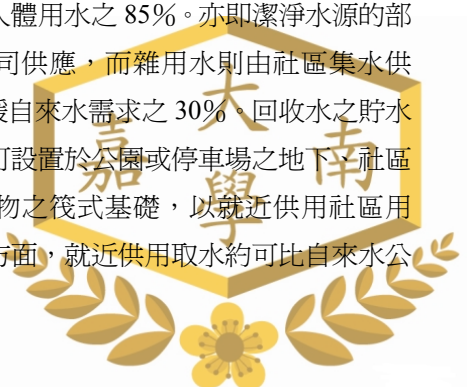 人體用水之 85%。亦即潔淨水源的部
司供應，而雜用水則由社區集水供
援自來水需求之 30%。回收水之貯水
可設置於公園或停車場之地下、社區
物之筏式基礎，以就近供用社區用
方面，就近供用取水約可比自來水公
嘉南大學